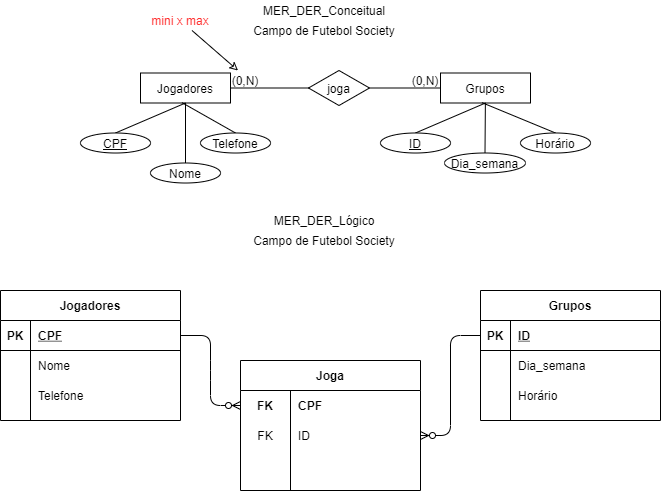 MER_DER_Conceitual
mini x max
Campo de Futebol Society
(0,N)
(0,N)
Jogadores
joga
Grupos
CPF
Telefone
ID
Horário
Nome
Dia_semana
MER_DER_Lógico
Campo de Futebol Society
Jogadores
PK CPF
Nome
Telefone
Grupos
PK ID
Dia_semana
Horário
Joga
FK CPF
FK ID